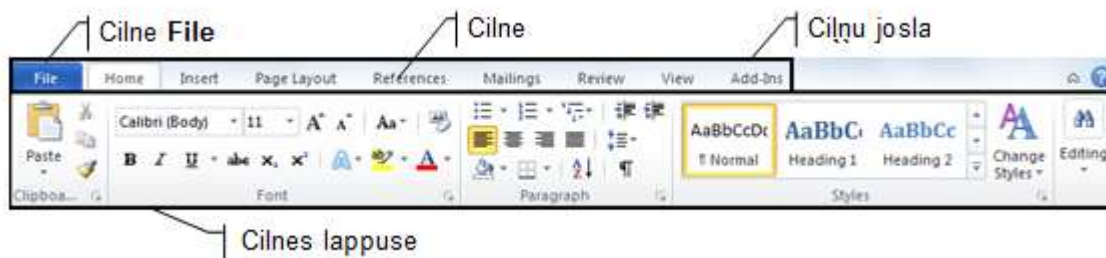 Cilne File Cilne Ciļņu josla
File Home Insert Page Layout References Mailings Review View Add-Ins
Calibri (Body) 11 A A Aa
AaBbCcDc AaBbC AaBbCc A
Paste B I U abc x, x² A ab A ¶ ¶ Normal Heading 1 Heading 2 Change Styles Editing
Clipboa... Font Paragraph Styles
Cilnes lappuse